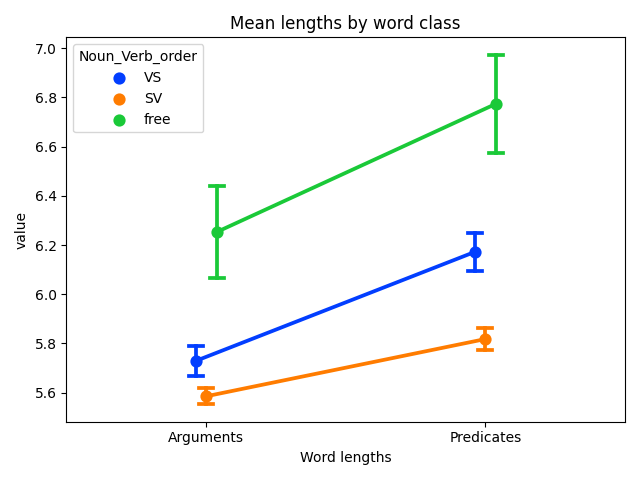 Mean lengths by word class
Noun_Verb_order
VS
SV
free
7.0
6.8
6.6
6.4
6.2
6.0
5.8
5.6
value
Arguments
Predicates
Word lengths